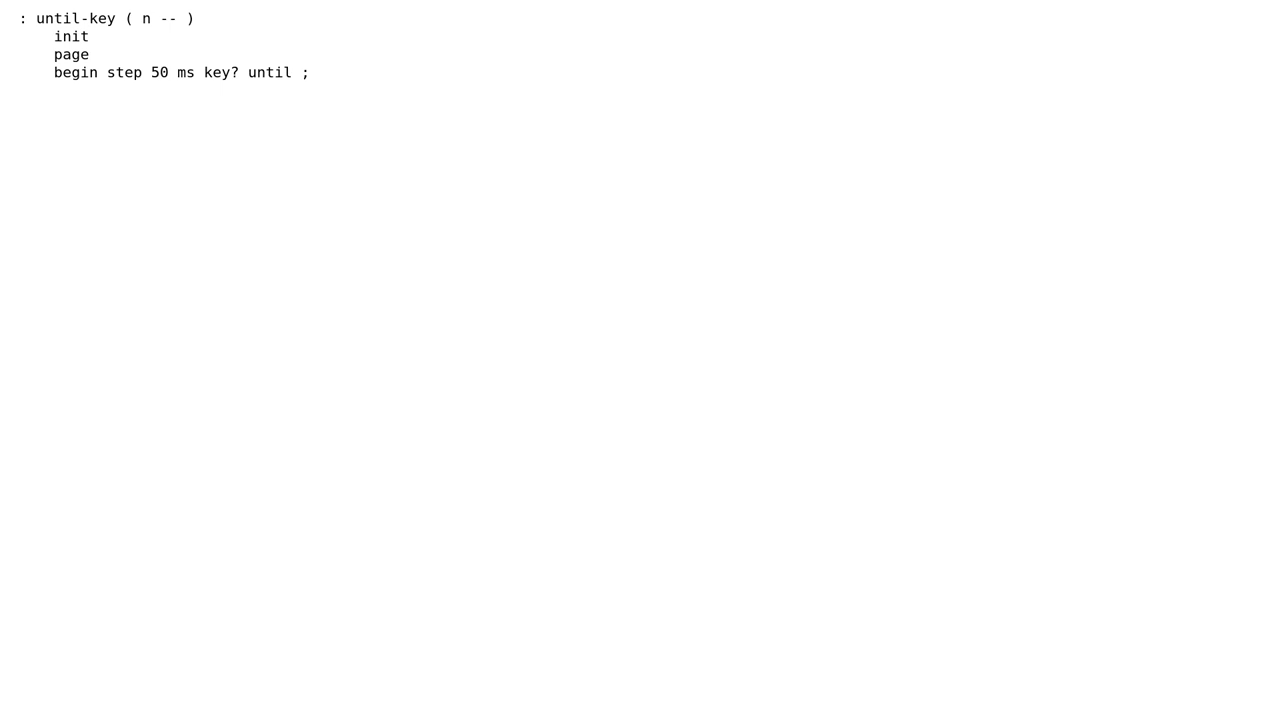 : until-key ( n -- )
    init
    page
    begin step 50 ms key? until ;